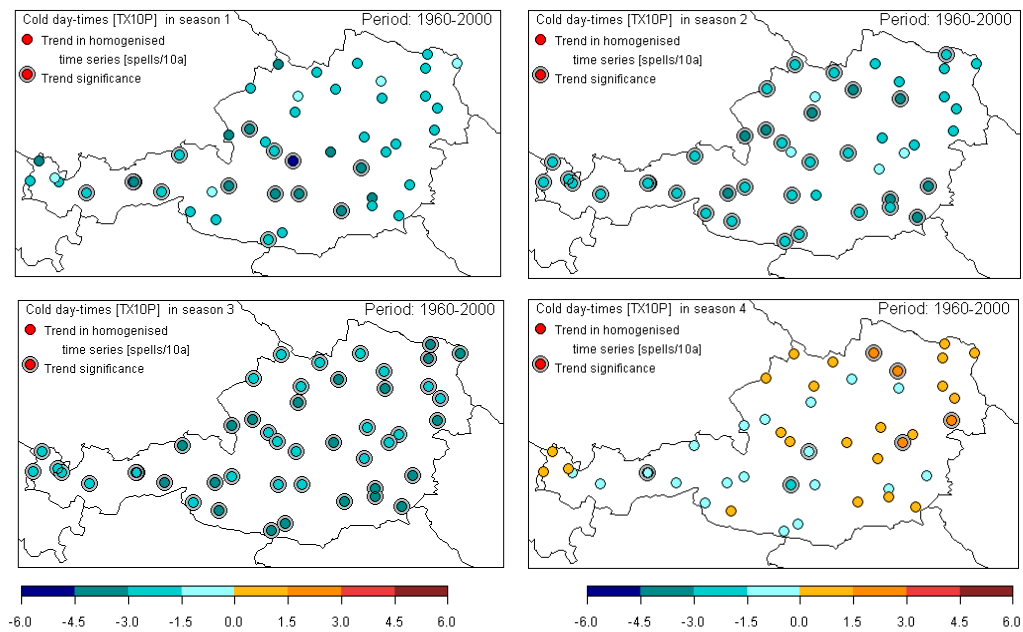 Cold day-times [TX10P] in season 1
Period: 1960-2000
Trend in homogenised
time series [spells/10a]
Trend significance
Cold day-times [TX10P] in season 2
Period: 1960-2000
Trend in homogenised
time series [spells/10a]
Trend significance
Cold day-times [TX10P] in season 3
Period: 1960-2000
Trend in homogenised
time series [spells/10a]
Trend significance
Cold day-times [TX10P] in season 4
Period: 1960-2000
Trend in homogenised
time series [spells/10a]
Trend significance
-6.0 -4.5 -3.0 -1.5 0.0 1.5 3.0 4.5 6.0
-6.0 -4.5 -3.0 -1.5 0.0 1.5 3.0 4.5 6.0